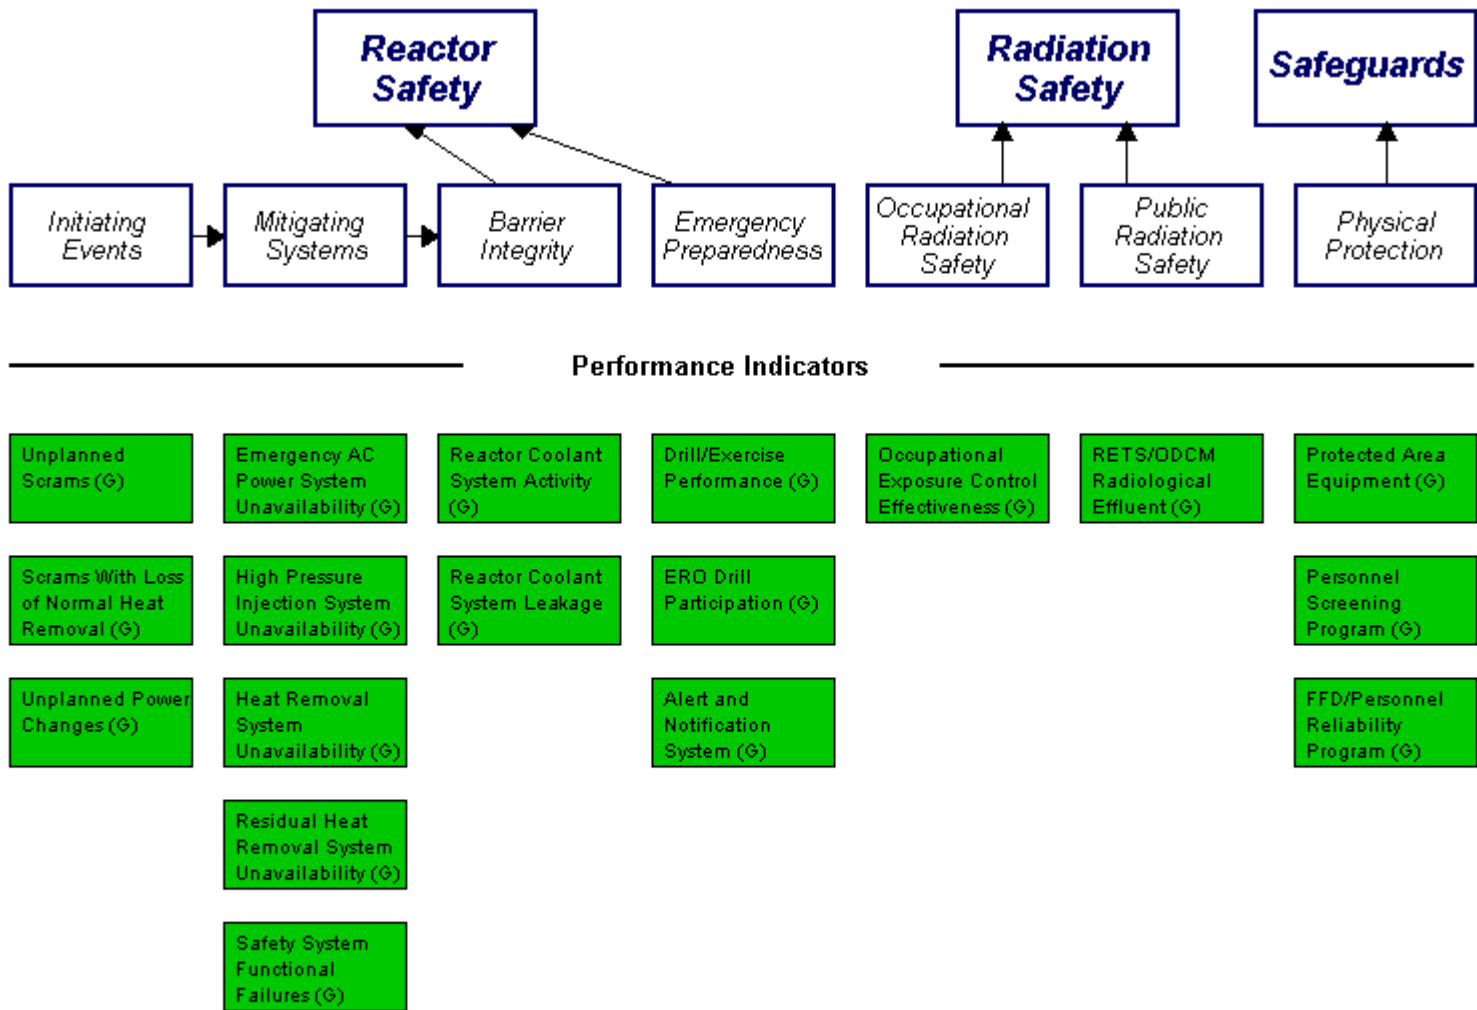 Reactor
Safety
Radiation
Safety
Safeguards
Initiating
Events
Mitigating
Systems
Barrier
Integrity
Emergency
Preparedness
Occupational
Radiation
Safety
Public
Radiation
Safety
Physical
Protection
Performance Indicators
Unplanned
Scrams (G)
Emergency AC
Power System
Unavailability (G)
Reactor Coolant
System Activity
(G)
Drill/Exercise
Performance (G)
Occupational
Exposure Control
Effectiveness (G)
RETS/ODCM
Radiological
Effluent (G)
Protected Area
Equipment (G)
Scrams With Loss
of Normal Heat
Removal (G)
High Pressure
Injection System
Unavailability (G)
Reactor Coolant
System Leakage
(G)
ERO Drill
Participation (G)
Personnel
Screening
Program (G)
Unplanned Power
Changes (G)
Heat Removal
System
Unavailability (G)
Alert and
Notification
System (G)
FFD/Personnel
Reliability
Program (G)
Residual Heat
Removal System
Unavailability (G)
Safety System
Functional
Failures (G)